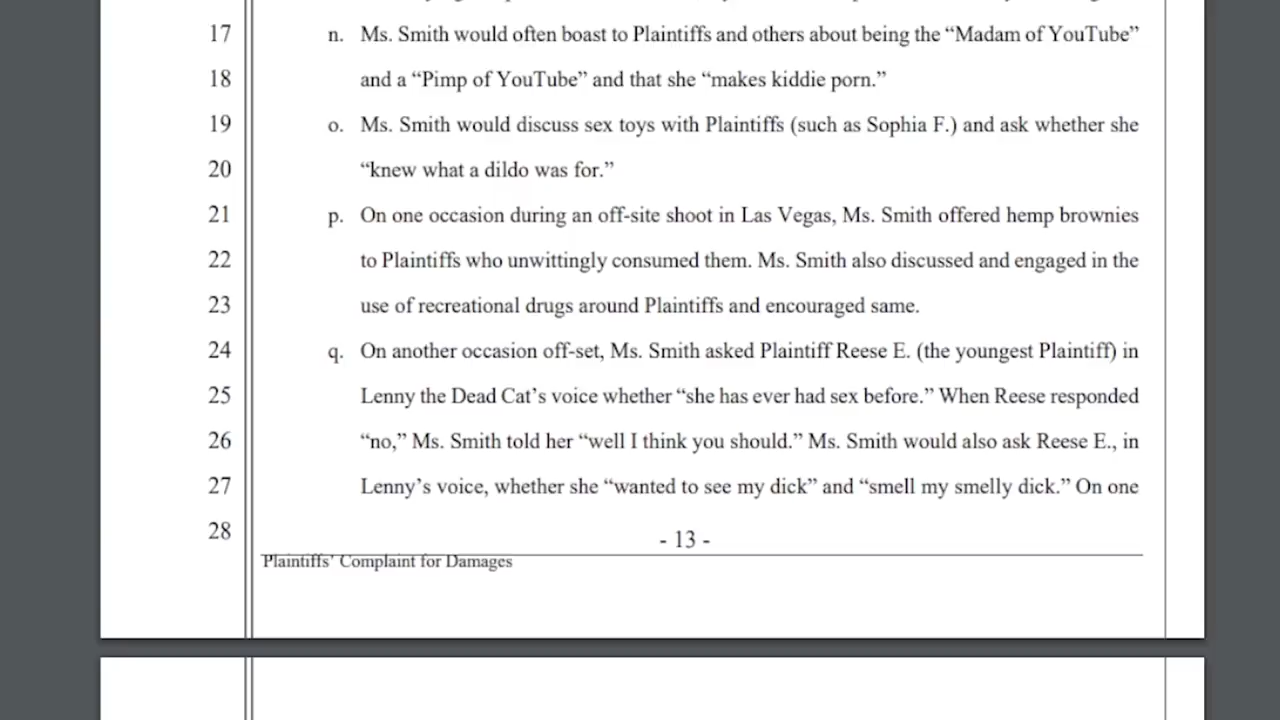 17 n. Ms. Smith would often boast to Plaintiffs and others about being the “Madam of YouTube”
18 and a “Pimp of YouTube” and that she “makes kiddie porn.”
19 o. Ms. Smith would discuss sex toys with Plaintiffs (such as Sophia F.) and ask whether she
20 “knew what a dildo was for.”
21 p. On one occasion during an off-site shoot in Las Vegas, Ms. Smith offered hemp brownies
22 to Plaintiffs who unwittingly consumed them. Ms. Smith also discussed and engaged in the
23 use of recreational drugs around Plaintiffs and encouraged same.
24 q. On another occasion off-set, Ms. Smith asked Plaintiff Reese E. (the youngest Plaintiff) in
25 Lenny the Dead Cat’s voice whether “she has ever had sex before.” When Reese responded
26 “no,” Ms. Smith told her “well I think you should.” Ms. Smith would also ask Reese E., in
27 Lenny’s voice, whether she “wanted to see my dick” and “smell my smelly dick.” On one
28
- 13 -
Plaintiffs’ Complaint for Damages